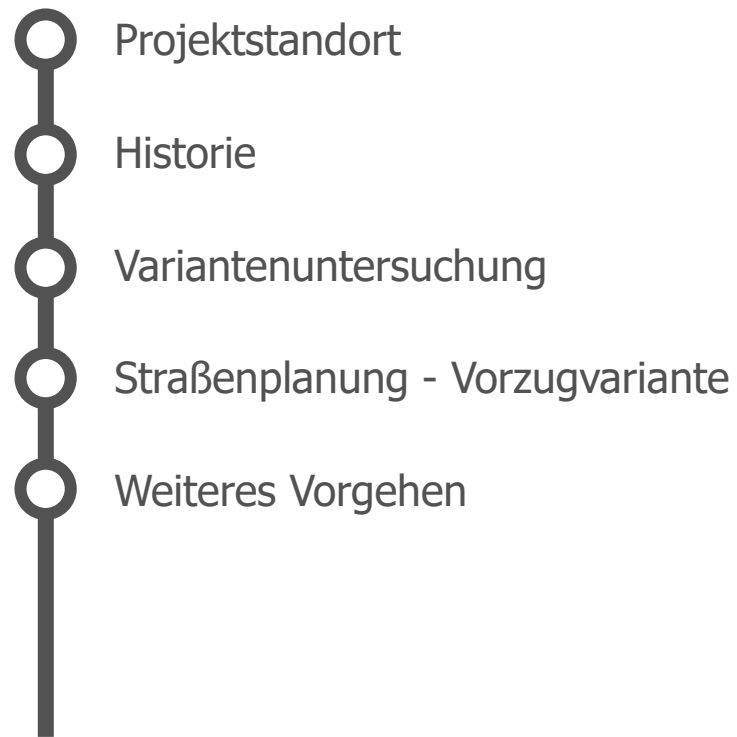 Projektstandort
Historie
Variantenuntersuchung
Straßenplanung - Vorzugvariante
Weiteres Vorgehen